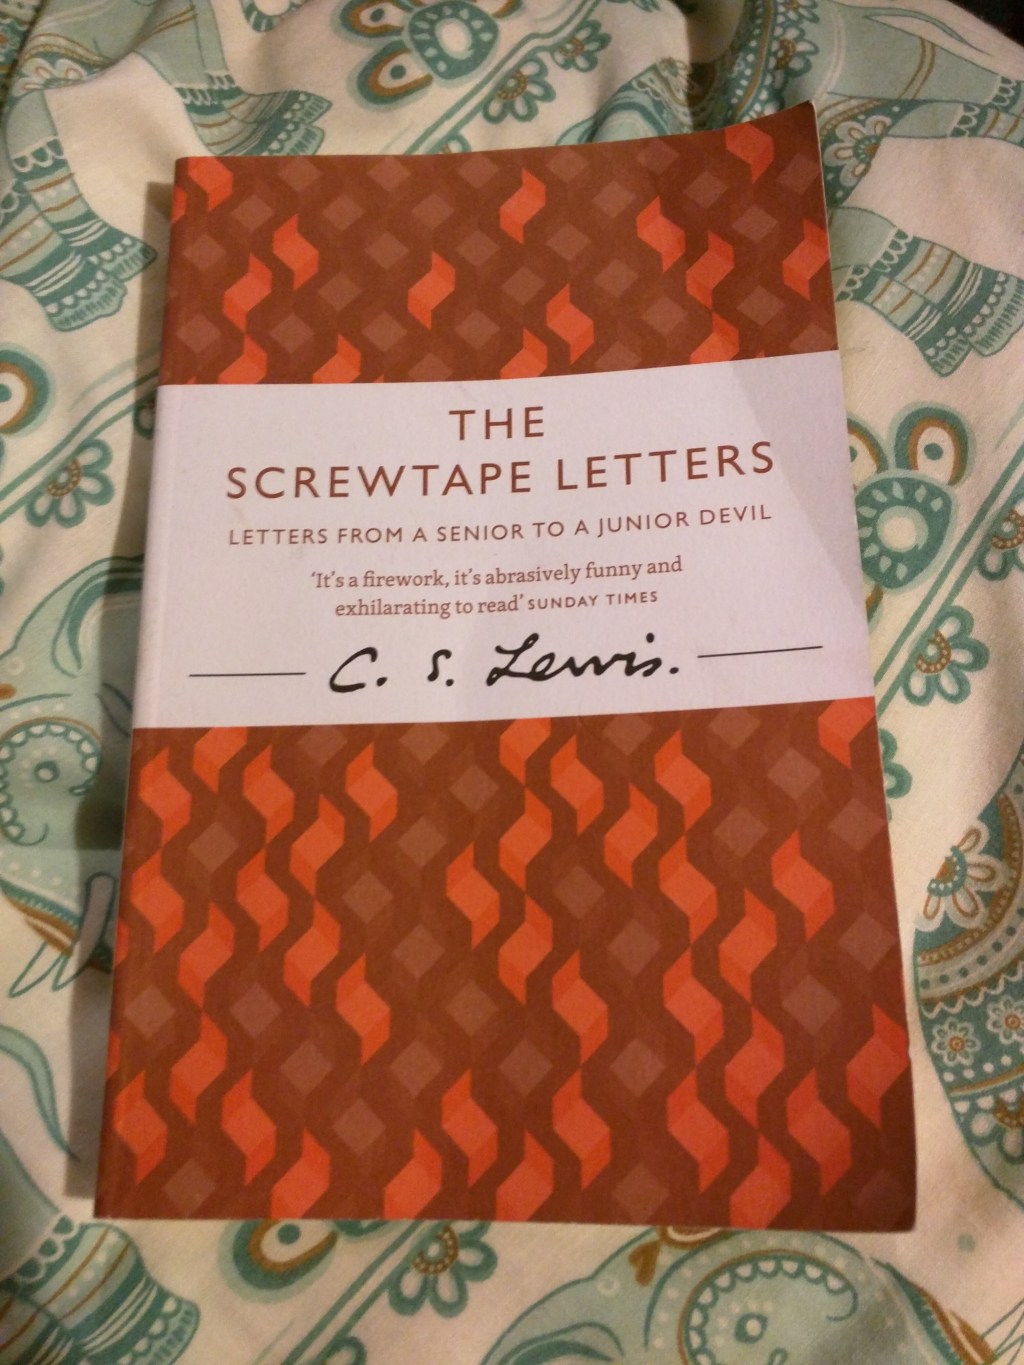 THE
SCREWTAPE LETTERS
LETTERS FROM A SENIOR TO A JUNIOR DEVIL
‘It’s a firework, it’s abrasively funny and
exhilarating to read’ SUNDAY TIMES
C. S. Lewis.